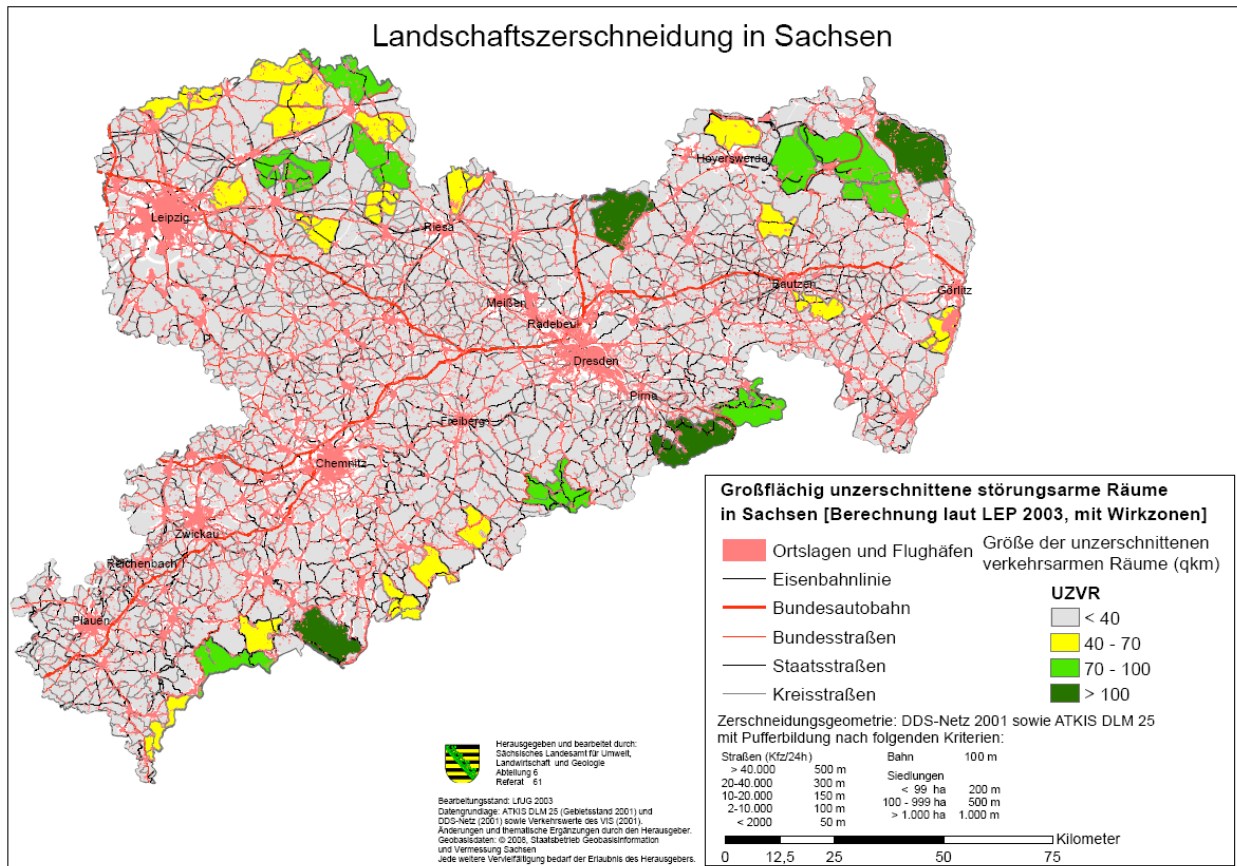 Landschaftszerschneidung in Sachsen
Hoyerswerda
Leipzig
Riesa
Bautzen
Görlitz
Meißen
Radebeul
Dresden
Pirna
Freiberg
Chemnitz
Zwickau
Reichenbach
Plauen
Großflächig unzerschnittene störungsarme Räume
in Sachsen [Berechnung laut LEP 2003, mit Wirkzonen]
Ortslagen und Flughäfen
Eisenbahnlinie
Bundesautobahn
Bundesstraßen
Staatsstraßen
Kreisstraßen
Größe der unzerschnittenen
verkehrsarmen Räume (qkm)
UZVR
< 40
40 - 70
70 - 100
> 100
Zerschneidungsgeometrie: DDS-Netz 2001 sowie ATKIS DLM 25
mit Pufferbildung nach folgenden Kriterien:
Straßen (Kfz/24h)
> 40.000 500 m
20-40.000 300 m
10-20.000 150 m
2-10.000 100 m
< 2000 50 m
Bahn 100 m
Siedlungen
< 99 ha 200 m
100 - 999 ha 500 m
> 1.000 ha 1.000 m
Kilometer
0 12,5 25 50 75
Herausgegeben und bearbeitet durch:
Sächsisches Landesamt für Umwelt,
Landwirtschaft und Geologie
Abteilung 6
Referat 61
Bearbeitungsstand: LfUG 2003
Datengrundlage: ATKIS DLM 25 (Gebietsstand 2001) und
DDS-Netz (2001) sowie Verkehrswerte des VIS (2001).
Änderungen und thematische Ergänzungen durch den Herausgeber.
Geobasisdaten: © 2008, Staatsbetrieb Geobasisinformation
und Vermessung Sachsen
Jede weitere Vervielfältigung bedarf der Erlaubnis des Herausgebers.